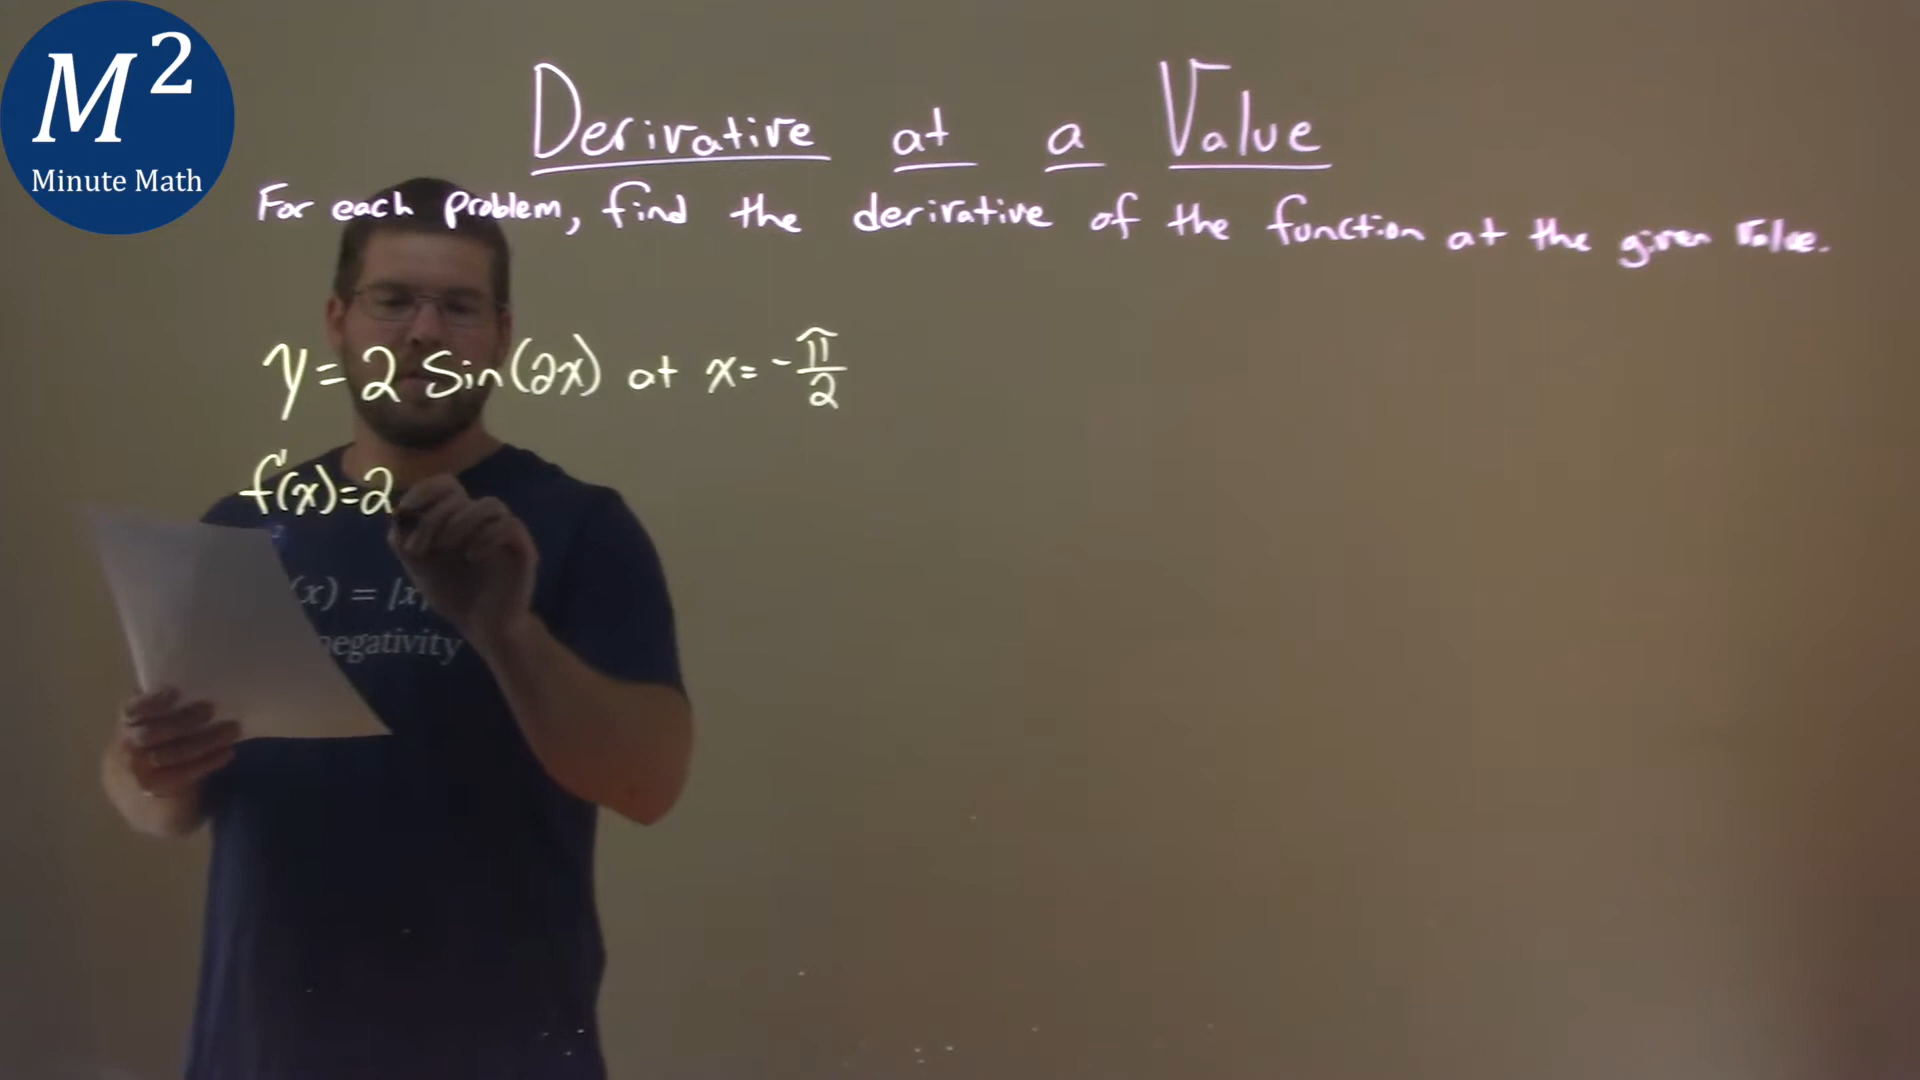 M²
Minute Math
Derivative at a Value
For each problem, find the derivative of the function at the given value.
y = 2 Sin(2x) at x = -π/2
f'(x) = 2
(x) = |x|
negativity